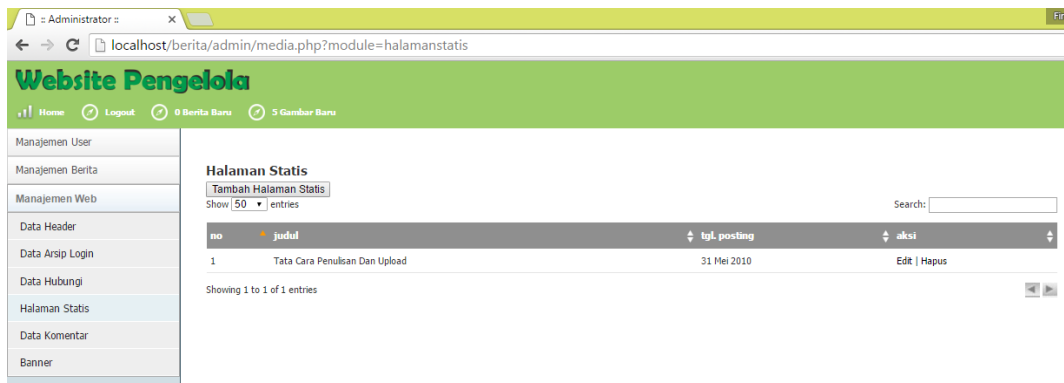 :: Administrator :: ×
Fir
localhost/berita/admin/media.php?module=halamanstatis
Website Pengelola
Home Logout 0 Berita Baru 5 Gambar Baru
Manajemen User
Manajemen Berita
Manajemen Web
Data Header
Data Arsip Login
Data Hubungi
Halaman Statis
Data Komentar
Banner
Halaman Statis
Tambah Halaman Statis
Show 50 entries Search:
no judul tgl. posting aksi
1 Tata Cara Penulisan Dan Upload 31 Mei 2010 Edit | Hapus
Showing 1 to 1 of 1 entries